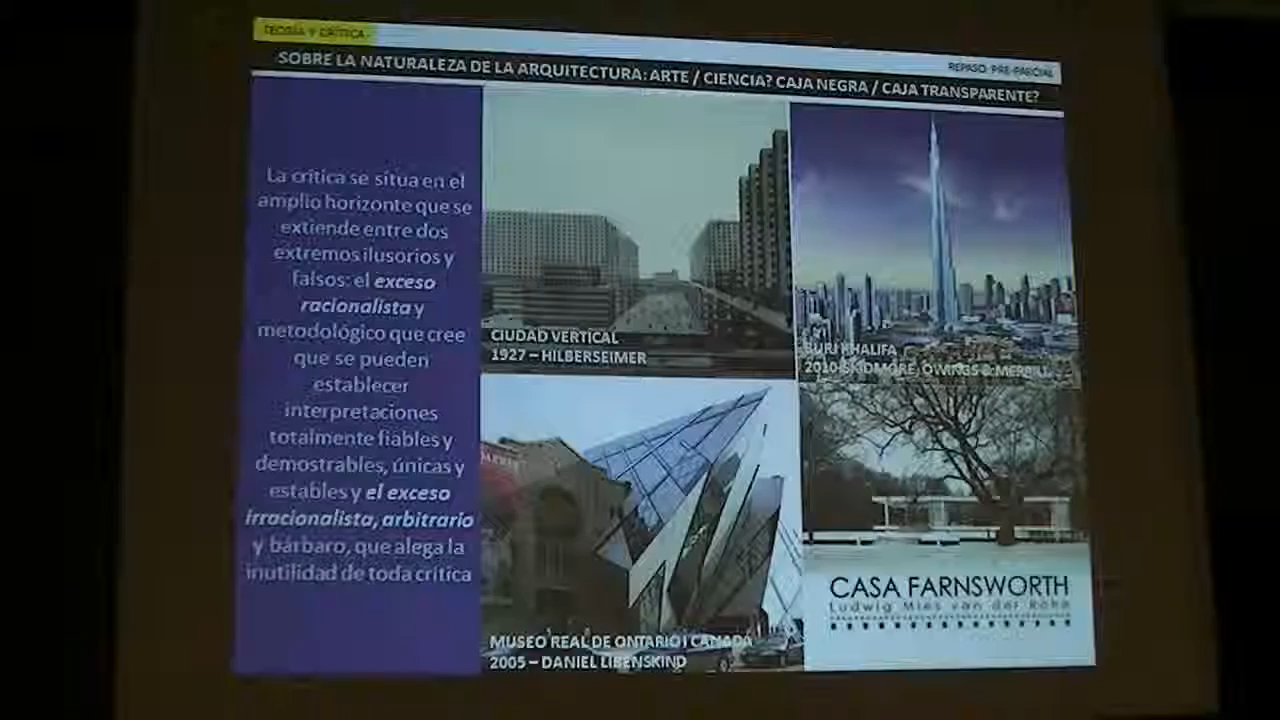 TEORÍA Y CRÍTICA
REPASO PRE-PARCIAL
SOBRE LA NATURALEZA DE LA ARQUITECTURA: ARTE / CIENCIA? CAJA NEGRA / CAJA TRANSPARENTE?
La crítica se situa en el
amplio horizonte que se
extiende entre dos
extremos ilusorios y
falsos: el exceso
racionalista y
metodológico que cree
que se pueden
establecer
interpretaciones
totalmente fiables y
demostrables, únicas y
estables y el exceso
irracionalista, arbitrario
y bárbaro, que alega la
inutilidad de toda crítica
CIUDAD VERTICAL
1927 – HILBERSEIMER
BURJ KHALIFA
2010 SKIDMORE, OWINGS & MERRILL
MUSEO REAL DE ONTARIO I CANADA
2005 – DANIEL LIBENSKIND
CASA FARNSWORTH
Ludwig Mies van der Rohe